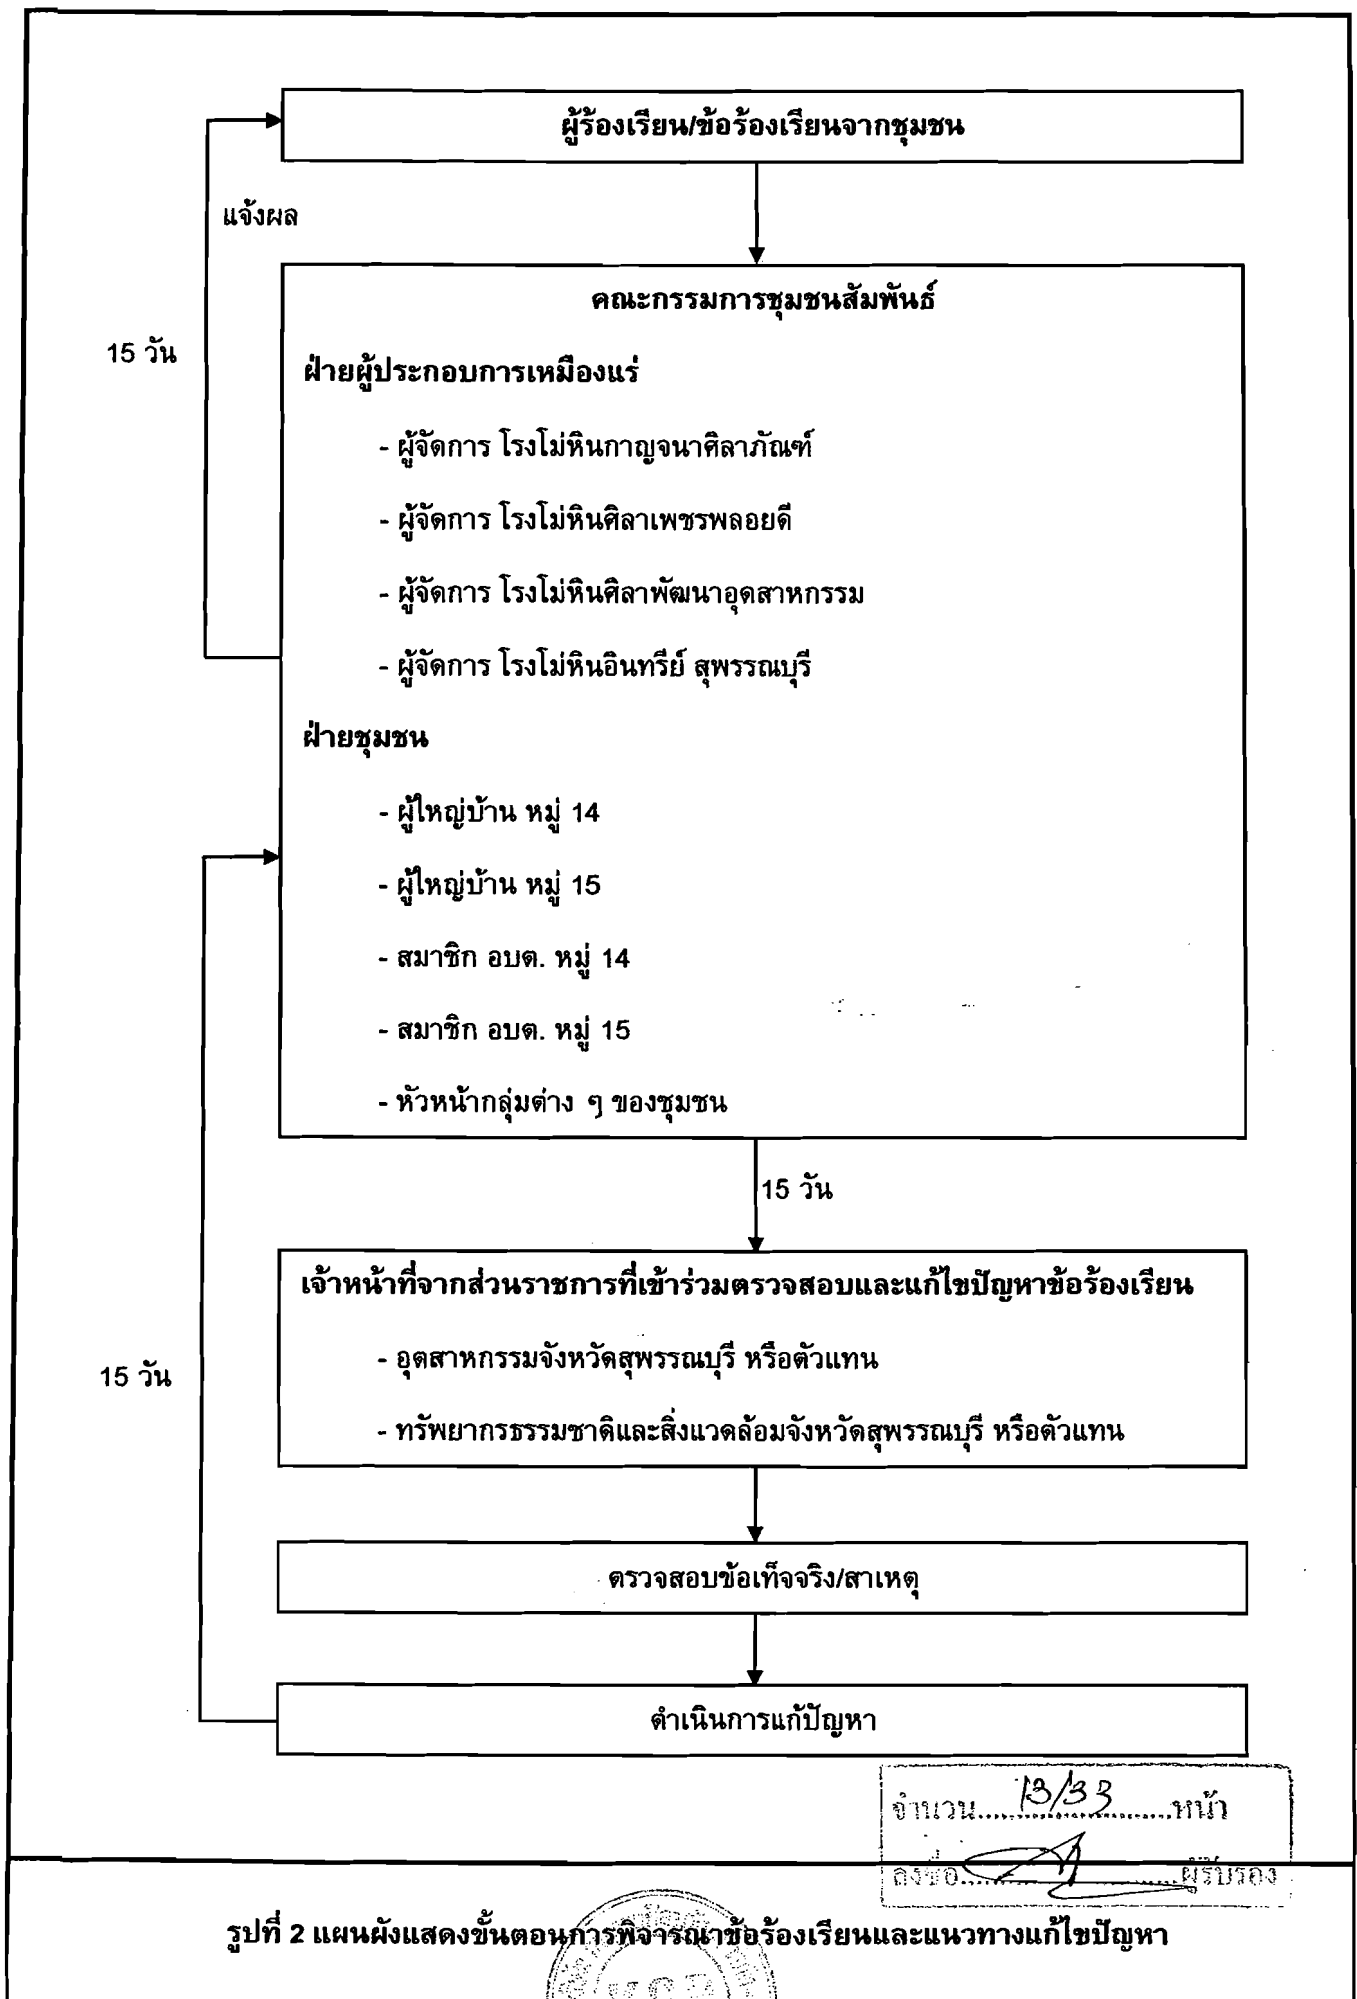 ผู้ร้องเรียน/ข้อร้องเรียนจากชุมชน
แจ้งผล
คณะกรรมการชุมชนสัมพันธ์
15 วัน
ฝ่ายผู้ประกอบการเหมืองแร่
- ผู้จัดการ โรงโม่หินกาญจนาศิลาภัณฑ์
- ผู้จัดการ โรงโม่หินศิลาเพชรพลอยดี
- ผู้จัดการ โรงโม่หินศิลาพัฒนาอุตสาหกรรม
- ผู้จัดการ โรงโม่หินอินทรีย์ สุพรรณบุรี
ฝ่ายชุมชน
- ผู้ใหญ่บ้าน หมู่ 14
- ผู้ใหญ่บ้าน หมู่ 15
- สมาชิก อบต. หมู่ 14
- สมาชิก อบต. หมู่ 15
- หัวหน้ากลุ่มต่าง ๆ ของชุมชน
15 วัน
เจ้าหน้าที่จากส่วนราชการที่เข้าร่วมตรวจสอบและแก้ไขปัญหาข้อร้องเรียน
- อุตสาหกรรมจังหวัดสุพรรณบุรี หรือตัวแทน
15 วัน
- ทรัพยากรธรรมชาติและสิ่งแวดล้อมจังหวัดสุพรรณบุรี หรือตัวแทน
ตรวจสอบข้อเท็จจริง/สาเหตุ
ดำเนินการแก้ปัญหา
จำนวน.....13/33.....หน้า
ลงชื่อ..........ผู้รับรอง
รูปที่ 2 แผนผังแสดงขั้นตอนการพิจารณาข้อร้องเรียนและแนวทางแก้ไขปัญหา